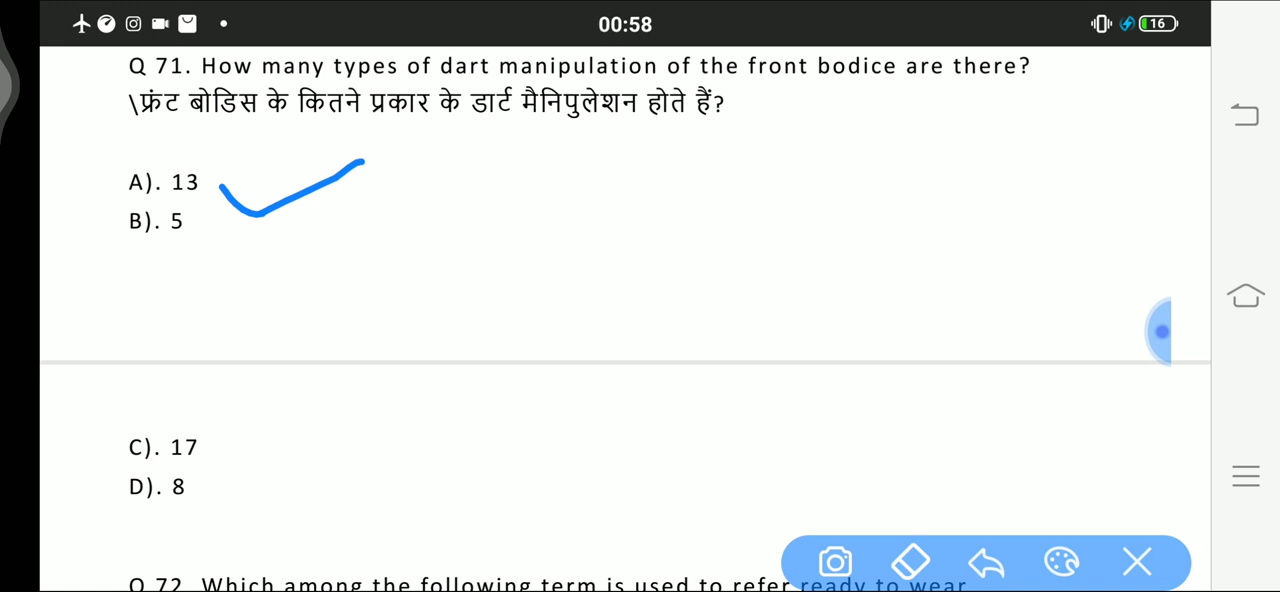 00:58
16
Q 71. How many types of dart manipulation of the front bodice are there?
\फ्रंट बोडिस के कितने प्रकार के डार्ट मैनिपुलेशन होते हैं?
A). 13
B). 5
C). 17
D). 8
Q 72. Which among the following term is used to refer ready to wear